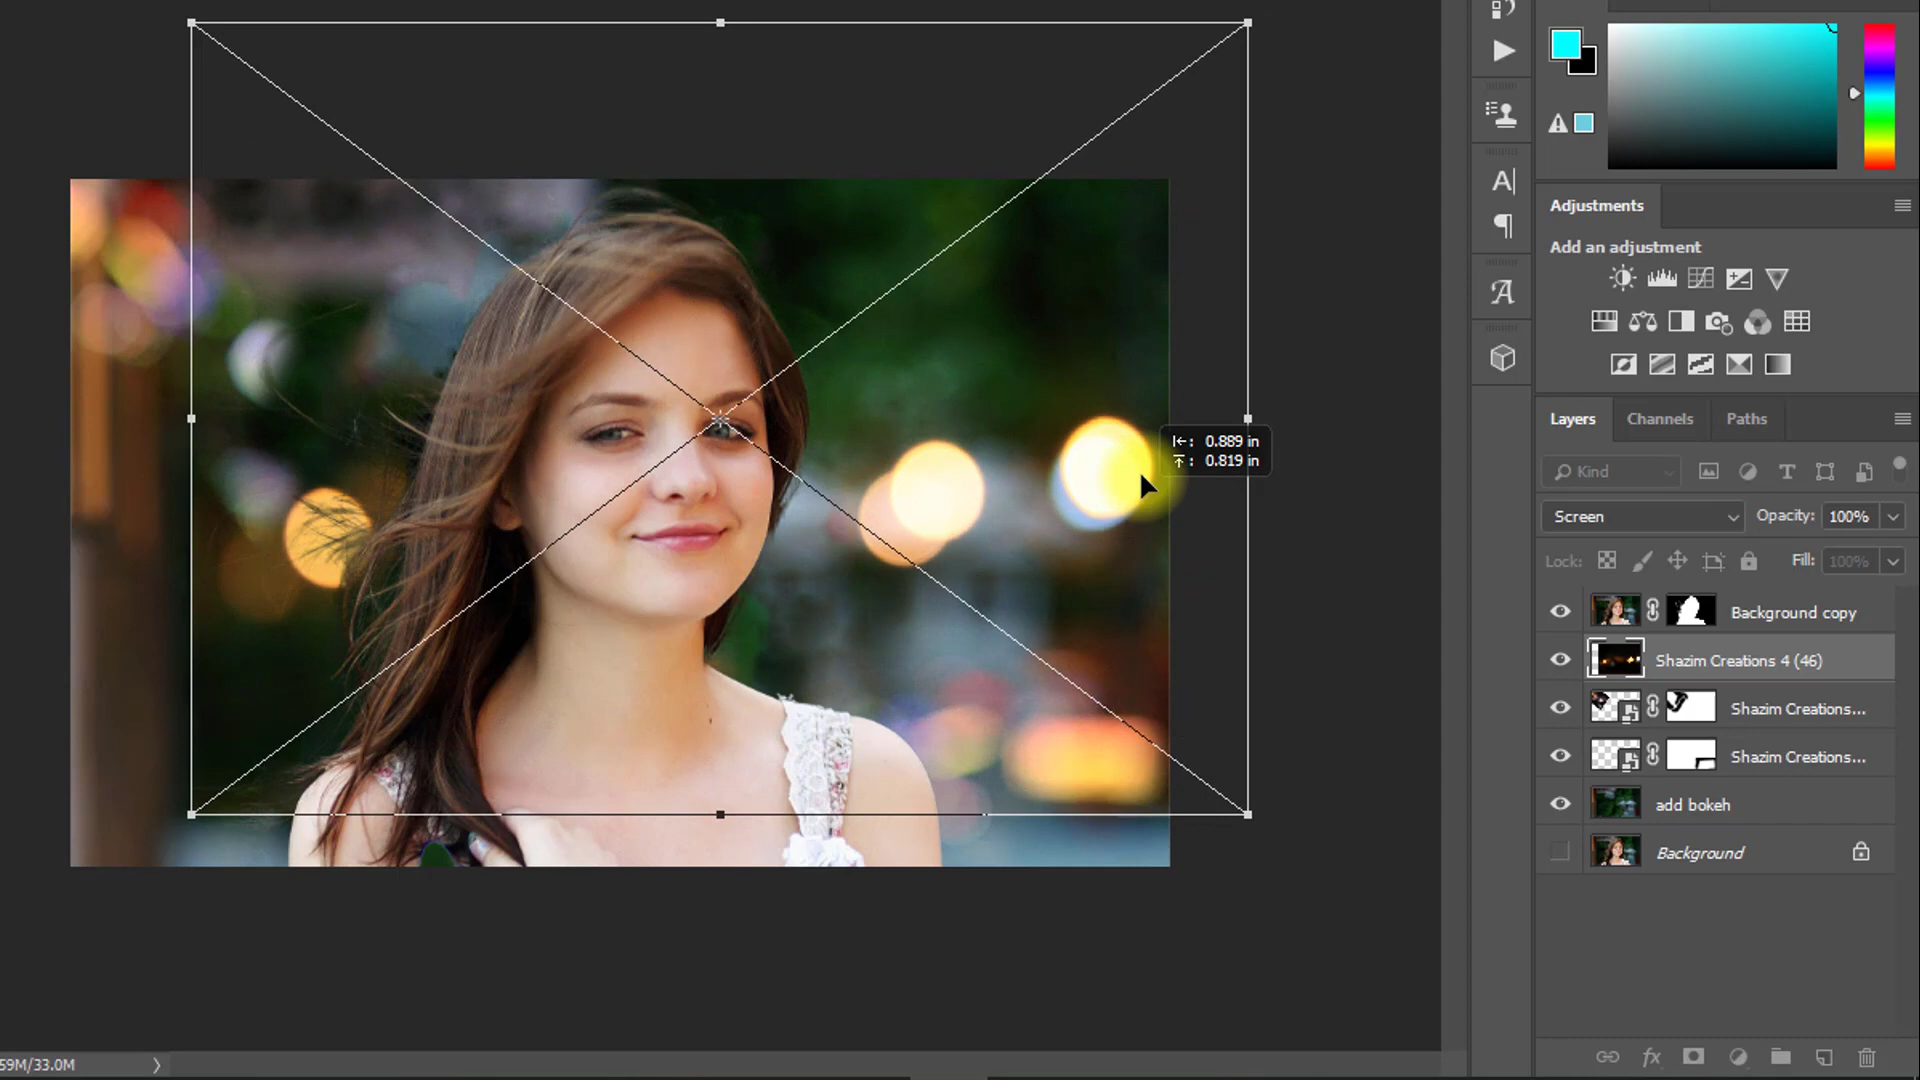 Adjustments
Add an adjustment
Layers
Channels
Paths
Kind
Screen
Opacity: 100%
Lock:
Fill: 100%
Background copy
Shazim Creations 4 (46)
Shazim Creations...
Shazim Creations...
add bokeh
Background
0.889 in
0.819 in
59M/33.0M